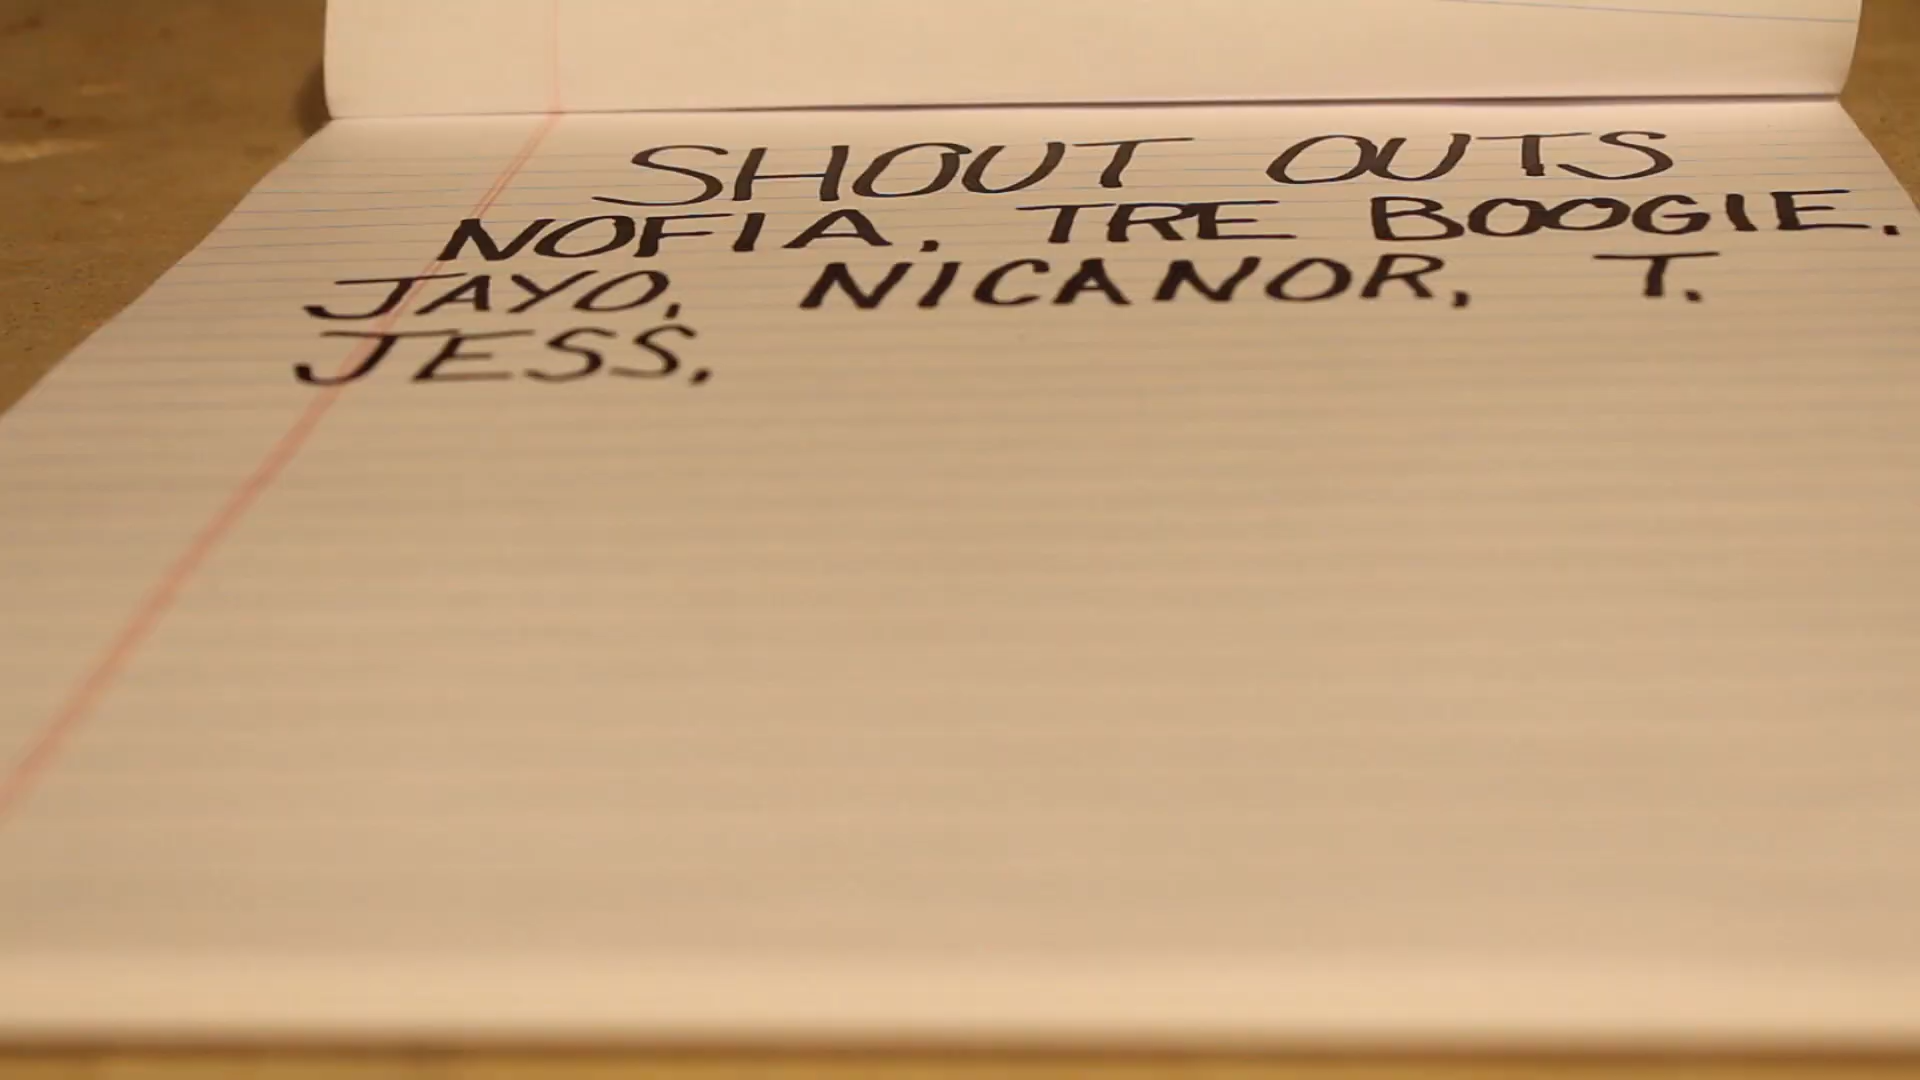 SHOUT OUTS
NOFIA, TRE BOOGIE,
JAYO, NICANOR, T.
JESS,